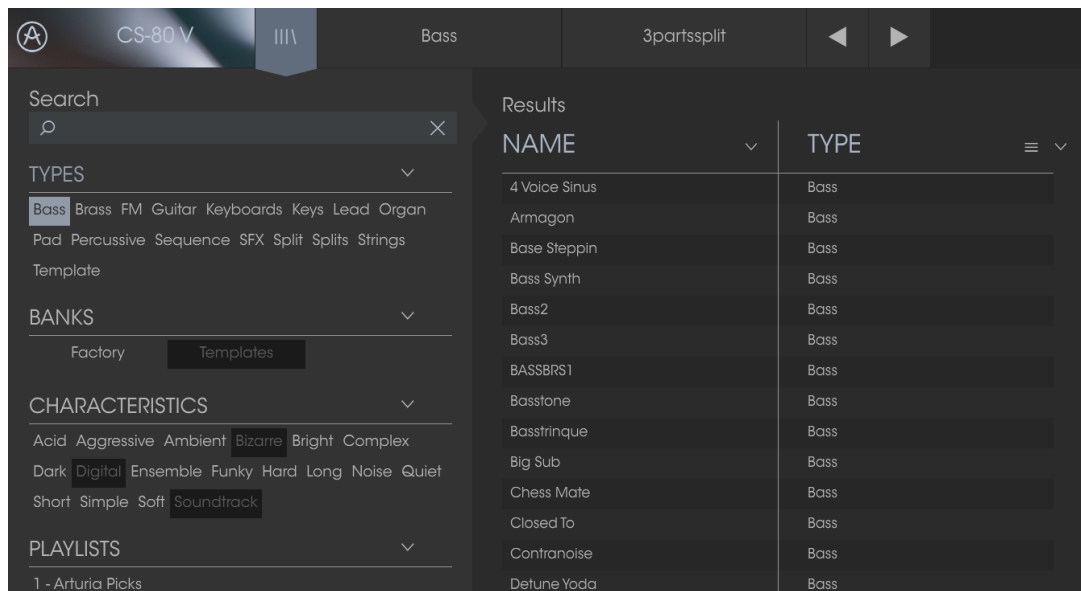 CS-80 V
Bass
3partssplit
Search
TYPES
Bass Brass FM Guitar Keyboards Keys Lead Organ
Pad Percussive Sequence SFX Split Splits Strings
Template
BANKS
Factory Templates
CHARACTERISTICS
Acid Aggressive Ambient Bizarre Bright Complex
Dark Digital Ensemble Funky Hard Long Noise Quiet
Short Simple Soft Soundtrack
PLAYLISTS
1 - Arturia Picks
Results
NAME TYPE
4 Voice Sinus Bass
Armagon Bass
Base Steppin Bass
Bass Synth Bass
Bass2 Bass
Bass3 Bass
BASSBRS1 Bass
Basstone Bass
Basstrinque Bass
Big Sub Bass
Chess Mate Bass
Closed To Bass
Contranoise Bass
Detune Yoda Bass